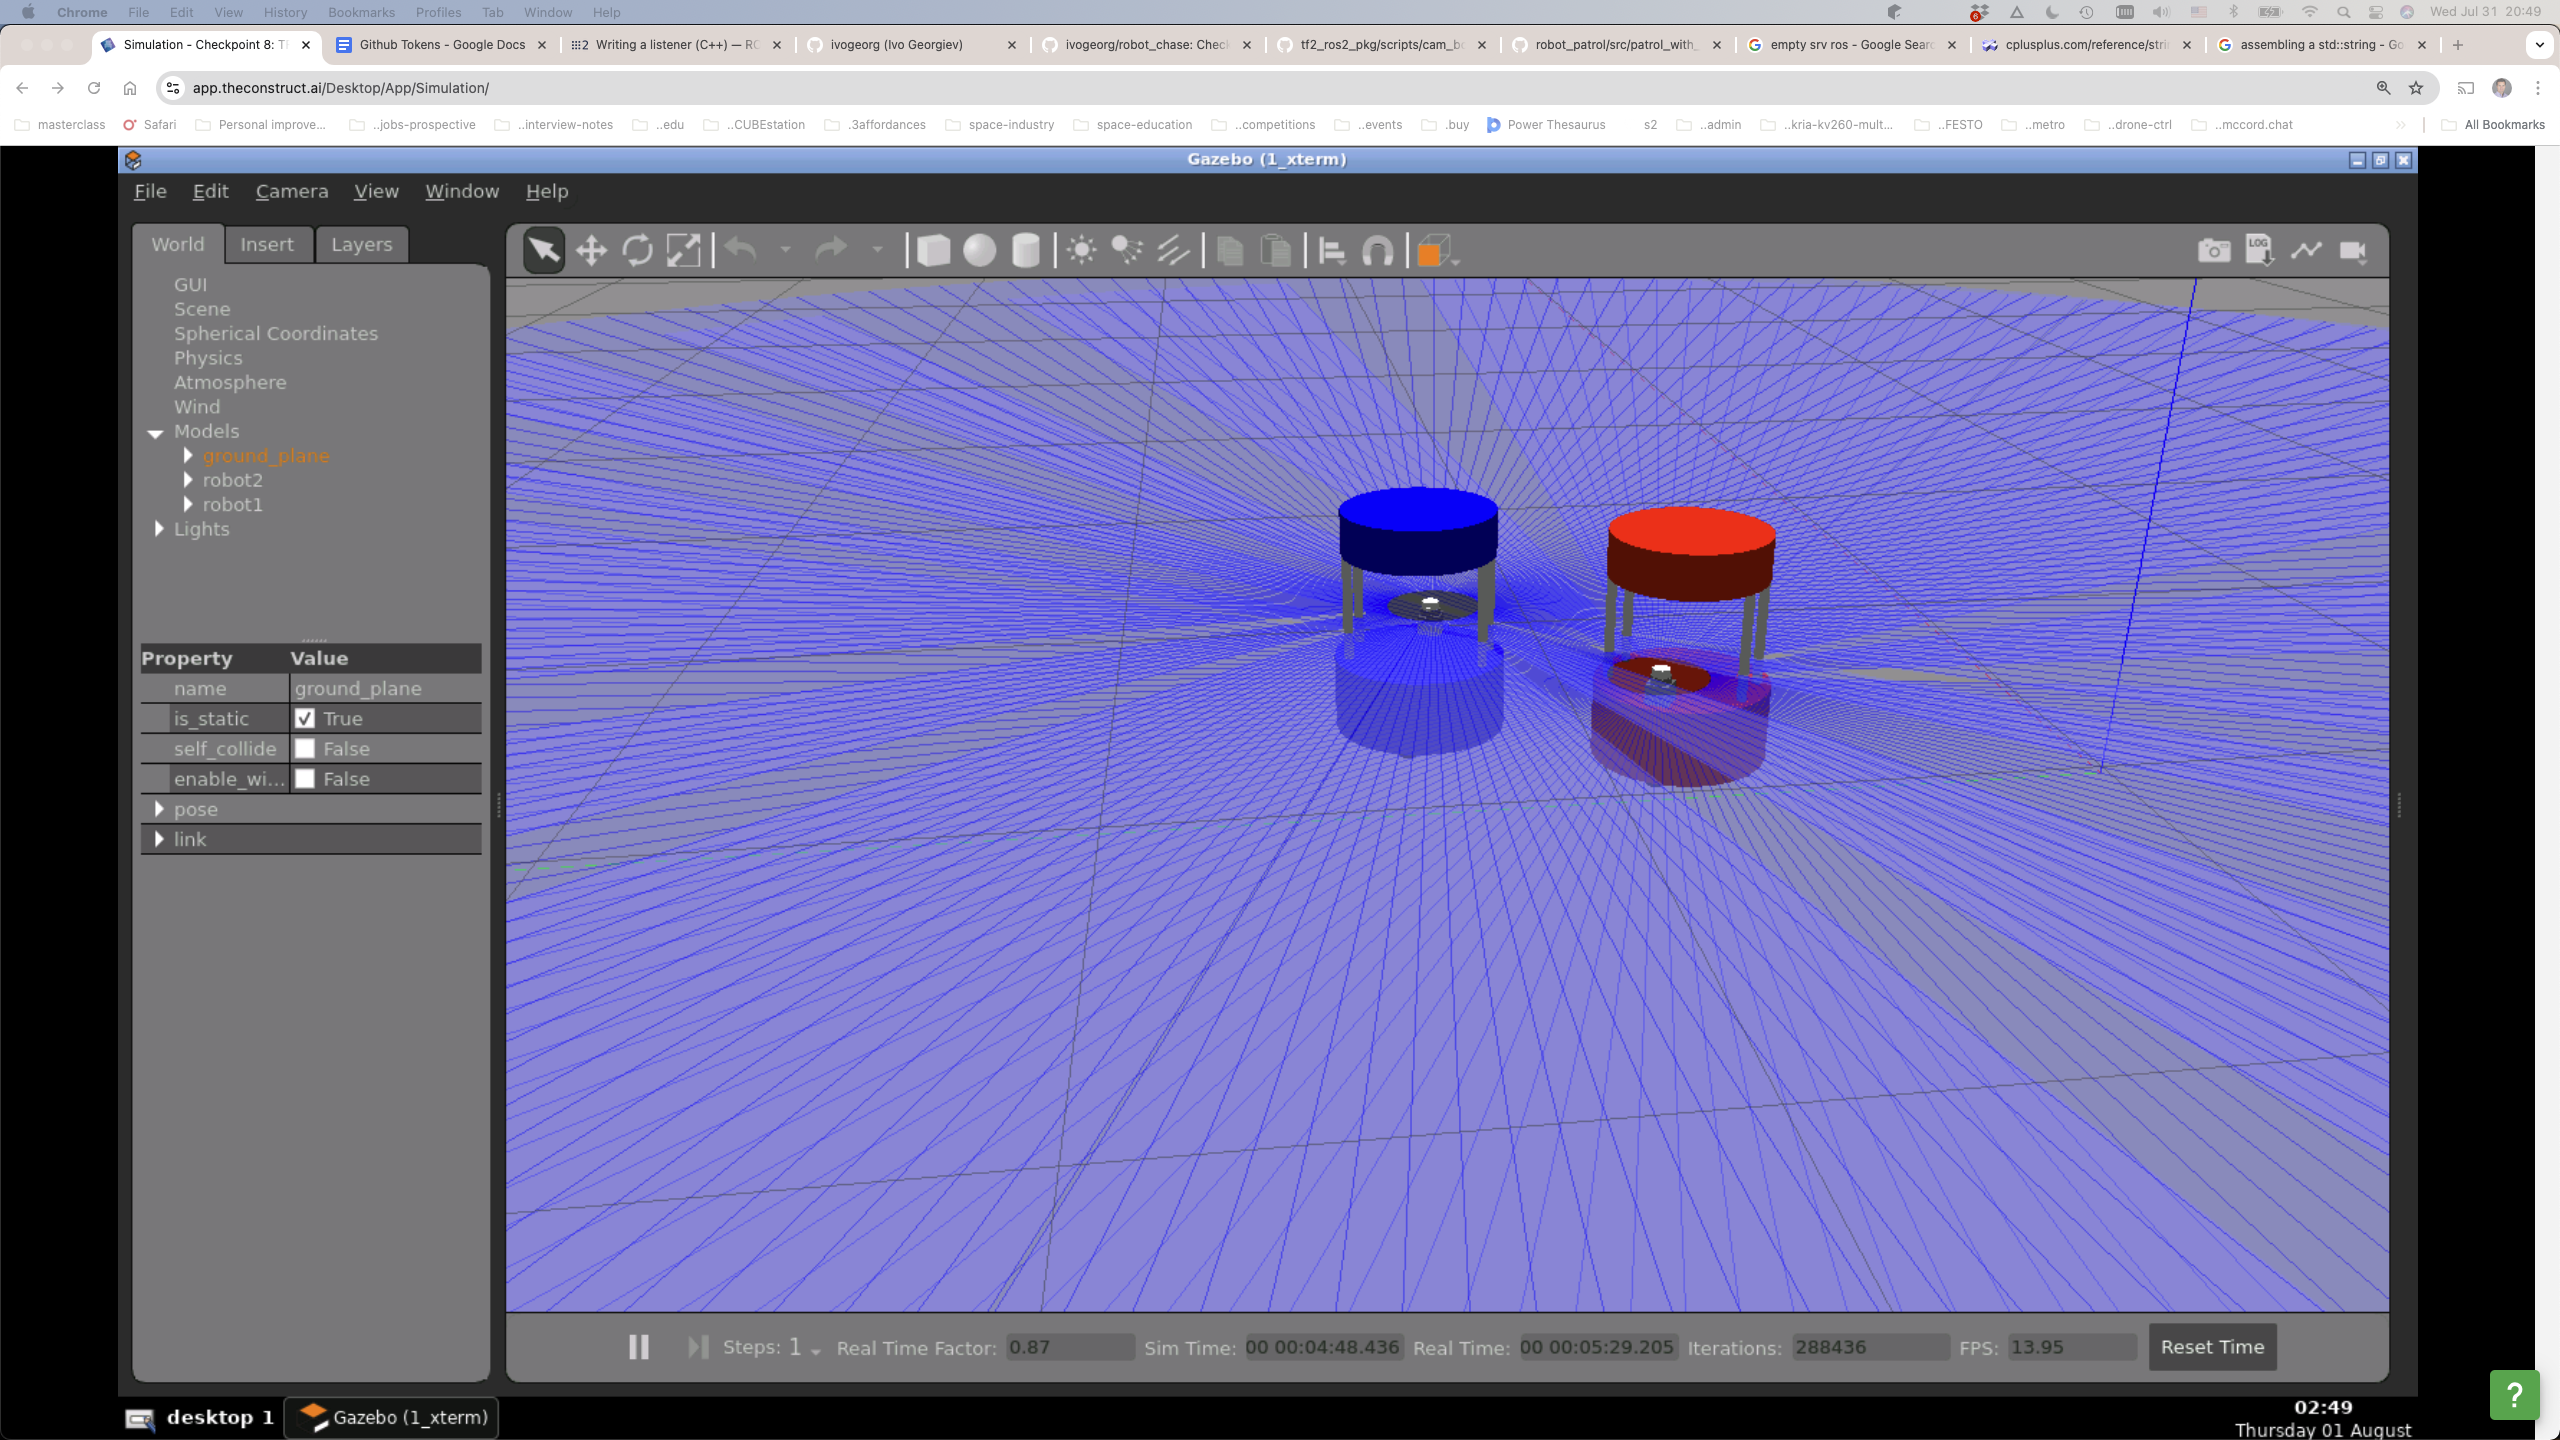 Chrome File Edit View History Bookmarks Profiles Tab Window Help Wed Jul 31 20:49
Simulation - Checkpoint 8: TF Github Tokens - Google Docs Writing a listener (C++) — RO ivogeorg (Ivo Georgiev) ivogeorg/robot_chase: Check tf2_ros2_pkg/scripts/cam_bo robot_patrol/src/patrol_with_ empty srv ros - Google Searc cplusplus.com/reference/stri assembling a std::string - Go
app.theconstruct.ai/Desktop/App/Simulation/
masterclass Safari Personal improve... ..jobs-prospective ..interview-notes ..edu ..CUBEstation .3affordances space-industry space-education ..competitions ..events .buy Power Thesaurus s2 ..admin ..kria-kv260-mult... ..FESTO ..metro ..drone-ctrl ..mccord.chat All Bookmarks
Gazebo (1_xterm)
File Edit Camera View Window Help
World Insert Layers
LOG
GUI
Scene
Spherical Coordinates
Physics
Atmosphere
Wind
Models
ground_plane
robot2
robot1
Lights
Property Value
name ground_plane
is_static True
self_collide False
enable_wi... False
pose
link
Steps: 1 Real Time Factor: 0.87 Sim Time: 00 00:04:48.436 Real Time: 00 00:05:29.205 Iterations: 288436 FPS: 13.95 Reset Time
?
desktop 1 Gazebo (1_xterm) 02:49
Thursday 01 August